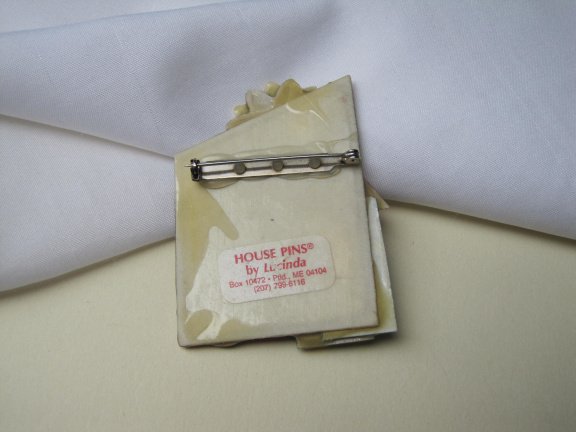 HOUSE PINS®
by Lucinda
Box 10472 - Ptld., ME 04104
(207) 799-6116